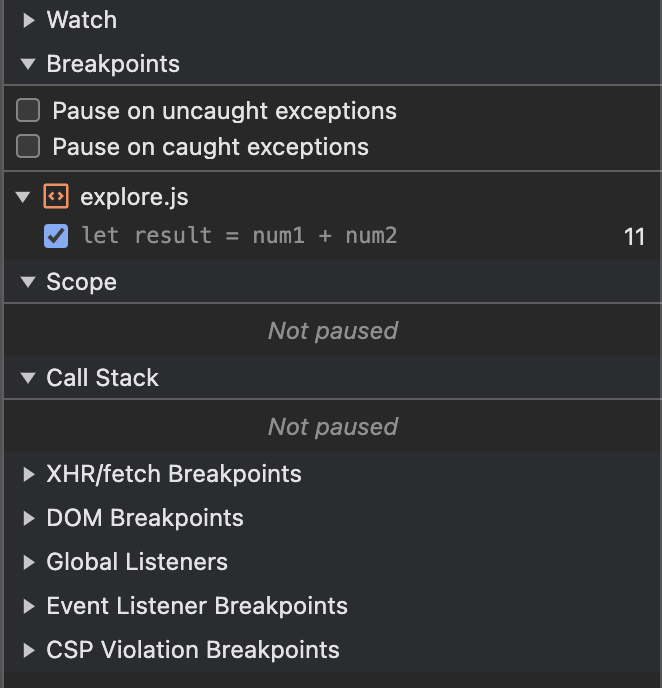 Watch
Breakpoints
Pause on uncaught exceptions
Pause on caught exceptions
explore.js
let result = num1 + num2 11
Scope
Not paused
Call Stack
Not paused
XHR/fetch Breakpoints
DOM Breakpoints
Global Listeners
Event Listener Breakpoints
CSP Violation Breakpoints